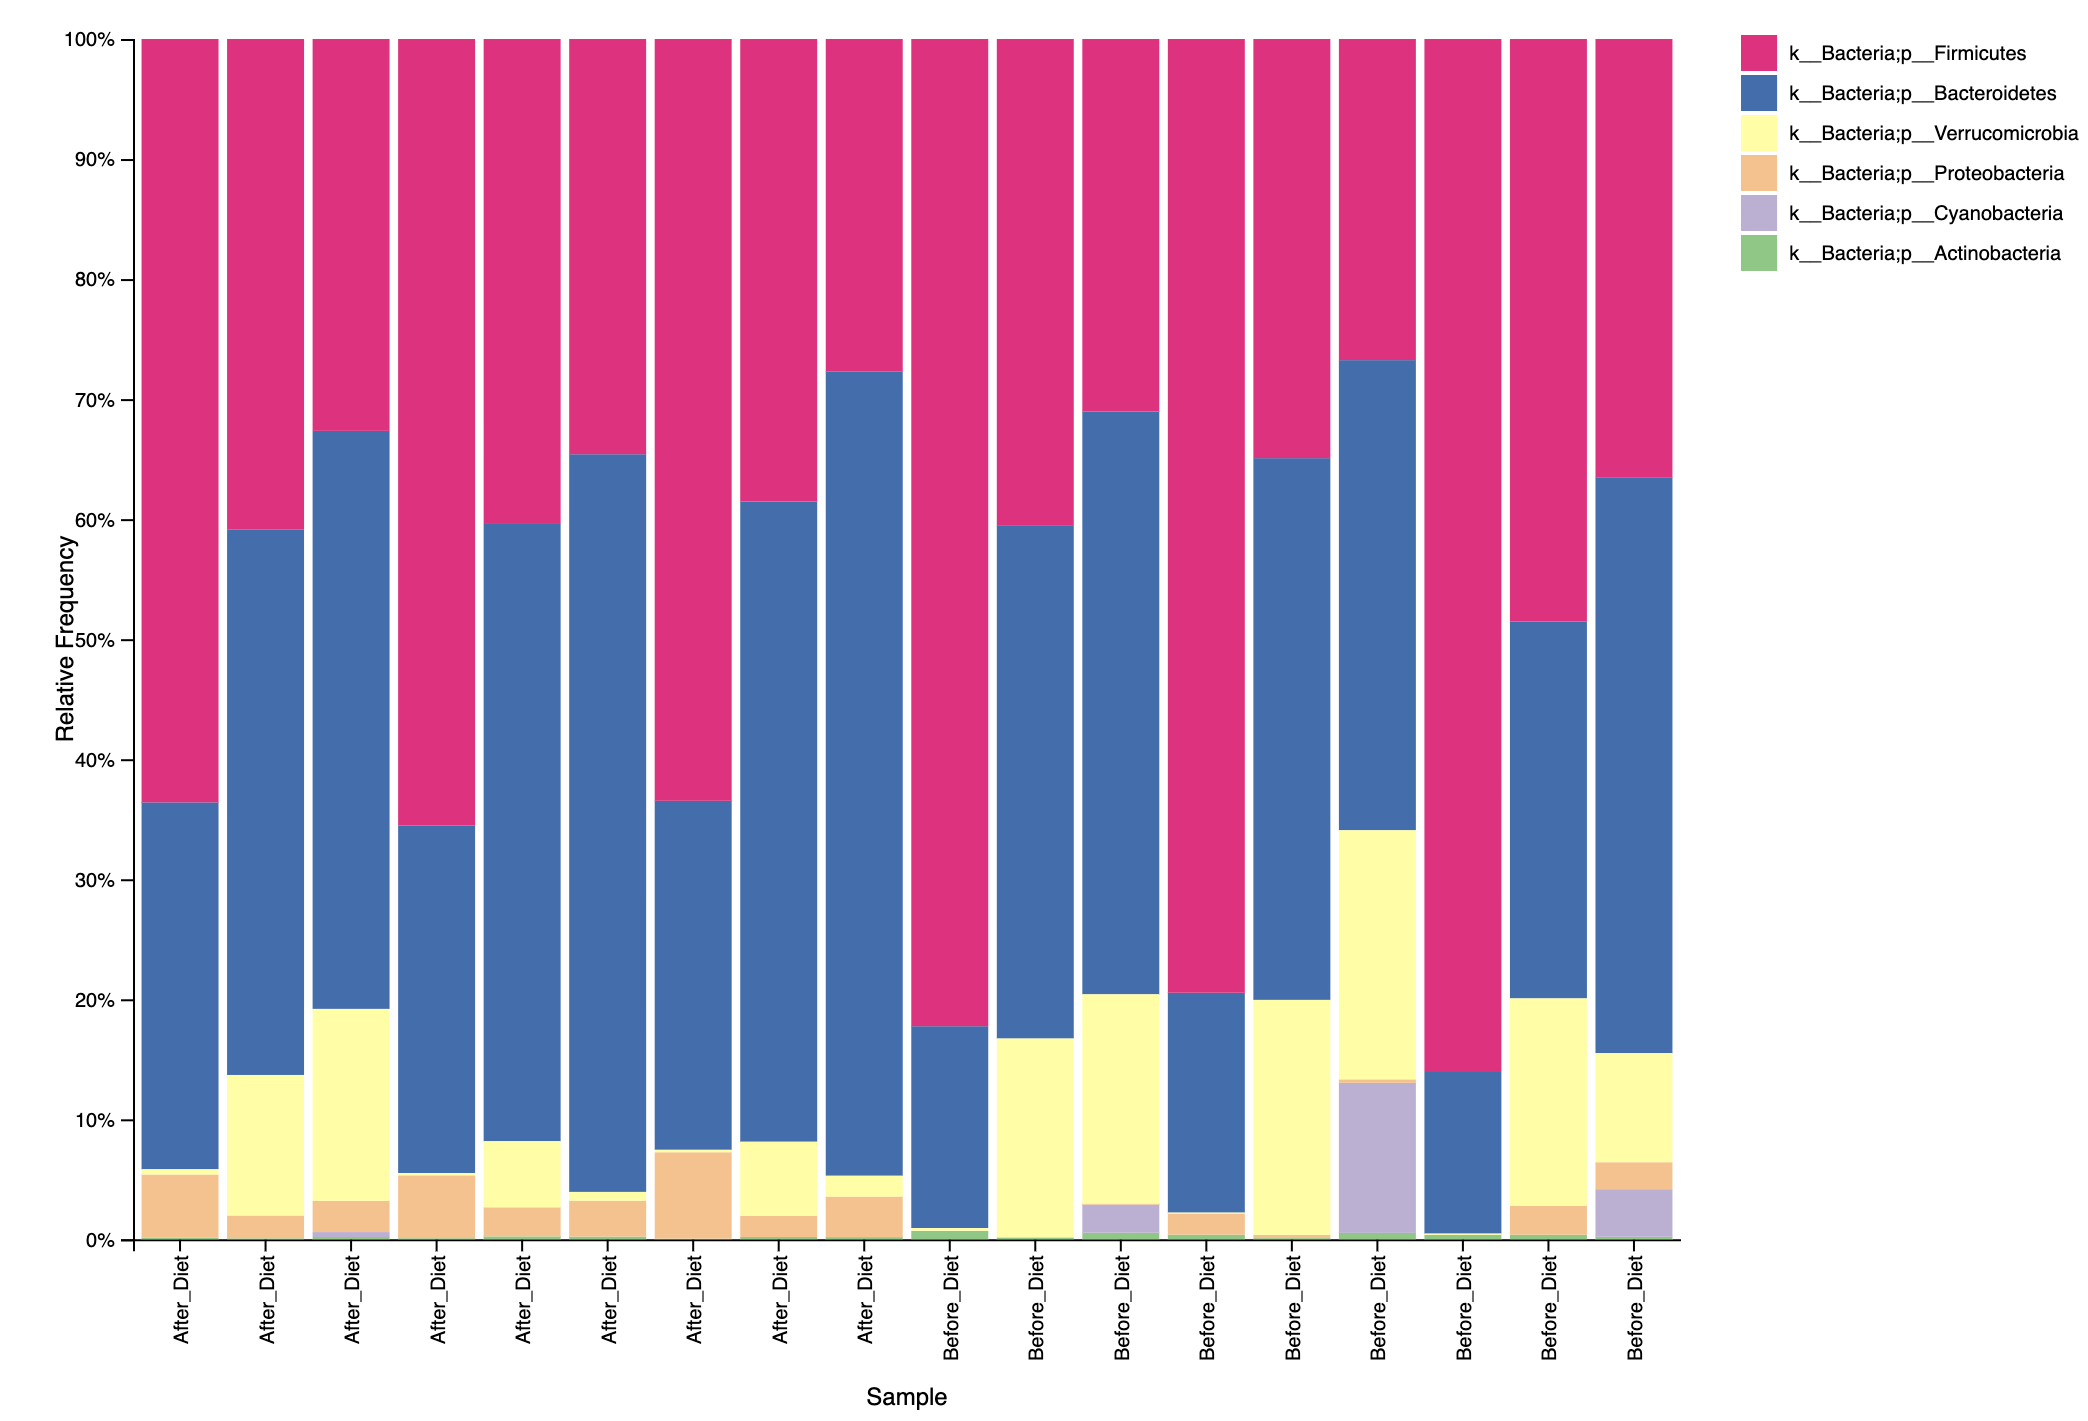 100%
90%
80%
70%
60%
50%
40%
30%
20%
10%
0%
Relative Frequency
After_Diet
After_Diet
After_Diet
After_Diet
After_Diet
After_Diet
After_Diet
After_Diet
After_Diet
Before_Diet
Before_Diet
Before_Diet
Before_Diet
Before_Diet
Before_Diet
Before_Diet
Before_Diet
Before_Diet
Sample
k__Bacteria;p__Firmicutes
k__Bacteria;p__Bacteroidetes
k__Bacteria;p__Verrucomicrobia
k__Bacteria;p__Proteobacteria
k__Bacteria;p__Cyanobacteria
k__Bacteria;p__Actinobacteria